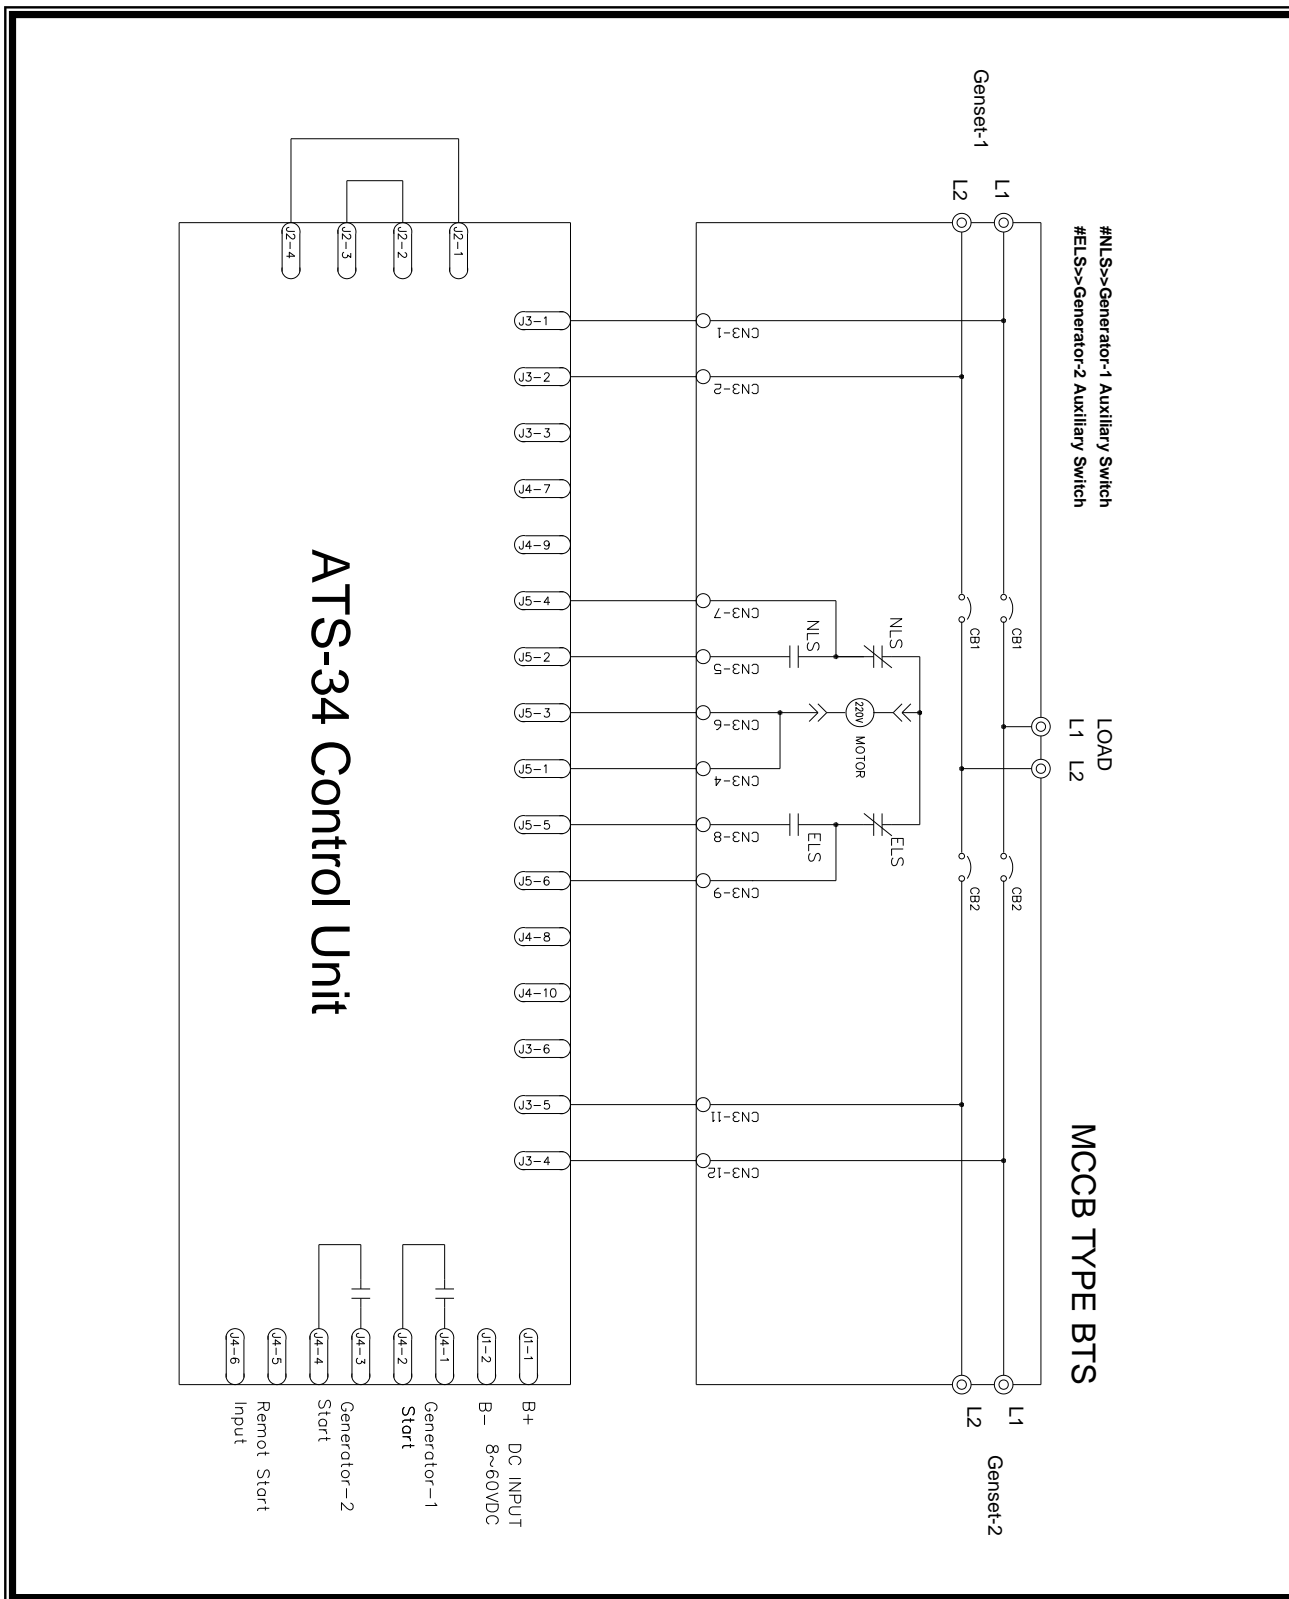 MCCB TYPE BTS
#NLS>>Generator-1 Auxiliary Switch
#ELS>>Generator-2 Auxiliary Switch
LOAD
L1 L2
Genset-1
L1
L2
CB1
CB1
CB2
CB2
L1
L2
Genset-2
NLS
NLS
220V
MOTOR
ELS
ELS
CN3-1
CN3-2
CN3-7
CN3-5
CN3-6
CN3-4
CN3-8
CN3-9
CN3-11
CN3-12
J3-1
J3-2
J3-3
J4-7
J4-9
J5-4
J5-2
J5-3
J5-1
J5-5
J5-6
J4-8
J4-10
J3-6
J3-5
J3-4
J2-1
J2-2
J2-3
J2-4
ATS-34 Control Unit
J1-1
J1-2
J4-1
J4-2
J4-3
J4-4
J4-5
J4-6
B+ DC INPUT
B- 8~60VDC
Generator-1
Start
Generator-2
Start
Remot Start
Input